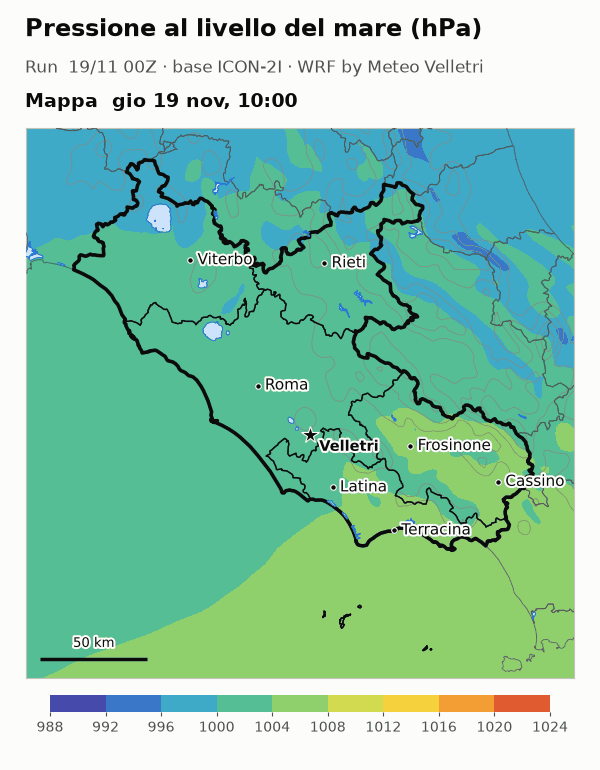 Pressione al livello del mare (hPa)
Run  19/11 00Z · base ICON-2I · WRF by Meteo Velletri
Mappa  gio 19 nov, 10:00
Viterbo
Rieti
Roma
Velletri
Frosinone
Cassino
Latina
Terracina
50 km
988 992 996 1000 1004 1008 1012 1016 1020 1024